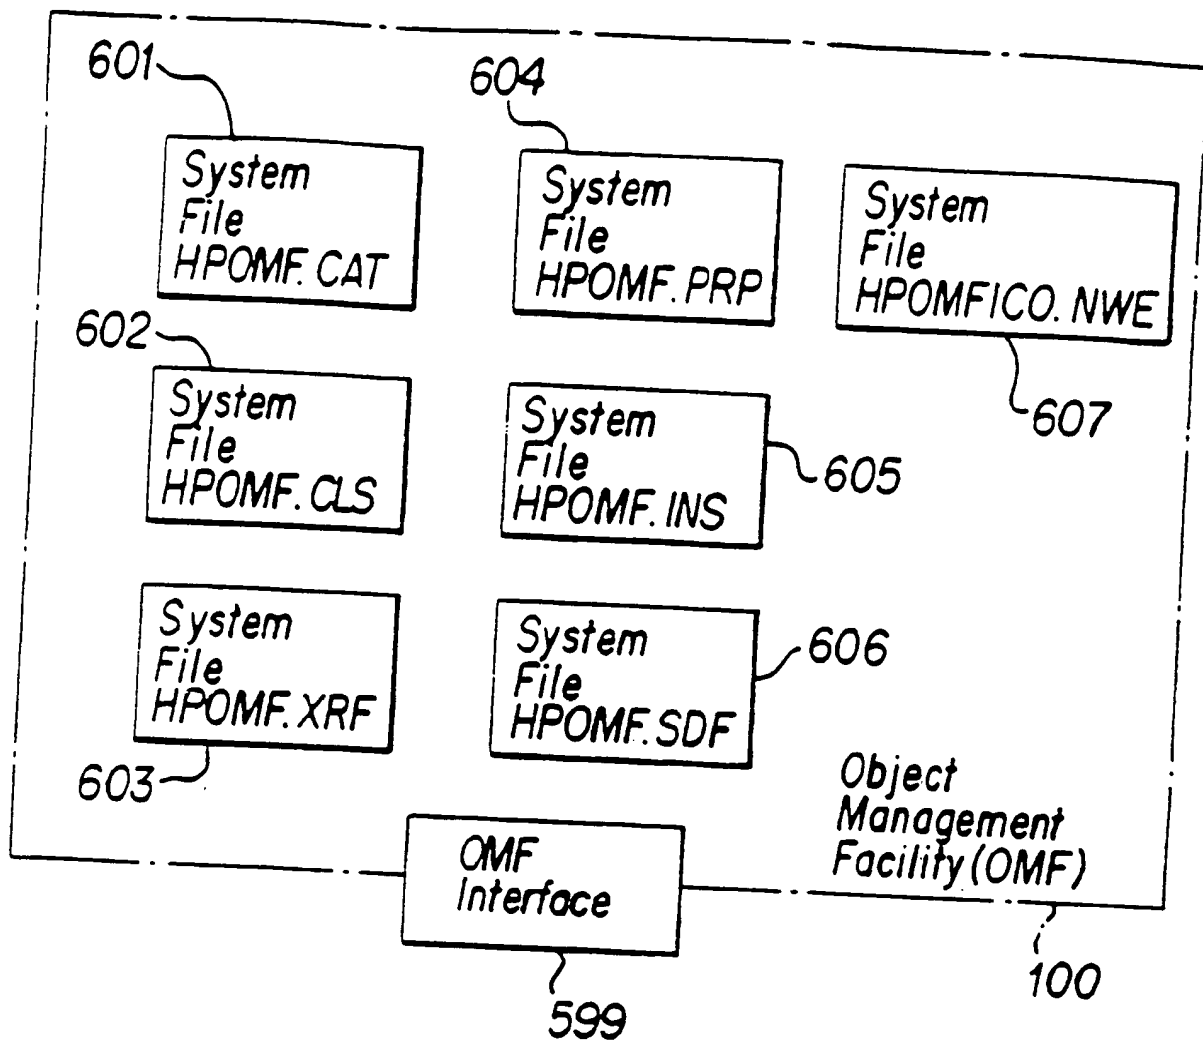 601
System
File
HPOMF.CAT
604
System
File
HPOMF.PRP
System
File
HPOMFICO.NWE
607
602
System
File
HPOMF.CLS
System
File
HPOMF.INS
605
System
File
HPOMF.XRF
603
System
File
HPOMF.SDF
606
Object
Management
Facility (OMF)
100
OMF
Interface
599